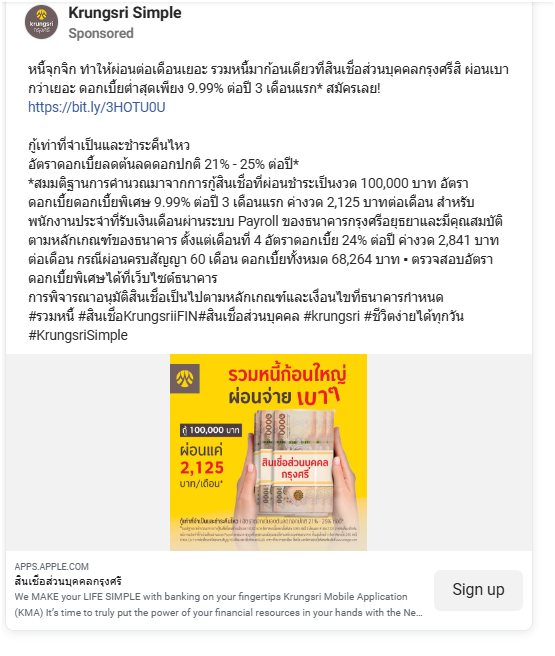 Krungsri Simple
Sponsored
krungsri
กรุงศรี
หนี้จุกจิก ทำให้ผ่อนต่อเดือนเยอะ รวมหนี้มาก้อนเดียวที่สินเชื่อส่วนบุคคลกรุงศรีสิ ผ่อนเบา
กว่าเยอะ ดอกเบี้ยต่ำสุดเพียง 9.99% ต่อปี 3 เดือนแรก* สมัครเลย!
https://bit.ly/3HOTU0U
กู้เท่าที่จำเป็นและชำระคืนไหว
อัตราดอกเบี้ยลดต้นลดดอกปกติ 21% - 25% ต่อปี*
*สมมติฐานการคำนวณมาจากการกู้สินเชื่อที่ผ่อนชำระเป็นงวด 100,000 บาท อัตรา
ดอกเบี้ยดอกเบี้ยพิเศษ 9.99% ต่อปี 3 เดือนแรก ค่างวด 2,125 บาทต่อเดือน สำหรับ
พนักงานประจำที่รับเงินเดือนผ่านระบบ Payroll ของธนาคารกรุงศรีอยุธยาและมีคุณสมบัติ
ตามหลักเกณฑ์ของธนาคาร ตั้งแต่เดือนที่ 4 อัตราดอกเบี้ย 24% ต่อปี ค่างวด 2,841 บาท
ต่อเดือน กรณีผ่อนครบสัญญา 60 เดือน ดอกเบี้ยทั้งหมด 68,264 บาท ▪ ตรวจสอบอัตรา
ดอกเบี้ยพิเศษได้ที่เว็บไซต์ธนาคาร
การพิจารณาอนุมัติสินเชื่อเป็นไปตามหลักเกณฑ์และเงื่อนไขที่ธนาคารกำหนด
#รวมหนี้ #สินเชื่อKrungsriiFIN#สินเชื่อส่วนบุคคล #krungsri #ชีวิตง่ายได้ทุกวัน
#KrungsriSimple
รวมหนี้ก้อนใหญ่
ผ่อนจ่าย เบาๆ
กู้ 100,000 บาท
ผ่อนแค่
2,125
บาท/เดือน*
สินเชื่อส่วนบุคคล
กรุงศรี
กู้เท่าที่จำเป็นและชำระคืนไหว
APPS.APPLE.COM
สินเชื่อส่วนบุคคลกรุงศรี
We MAKE your LIFE SIMPLE with banking on your fingertips Krungsri Mobile Application
(KMA) It's time to truly put the power of your financial resources in your hands with the Ne...
Sign up